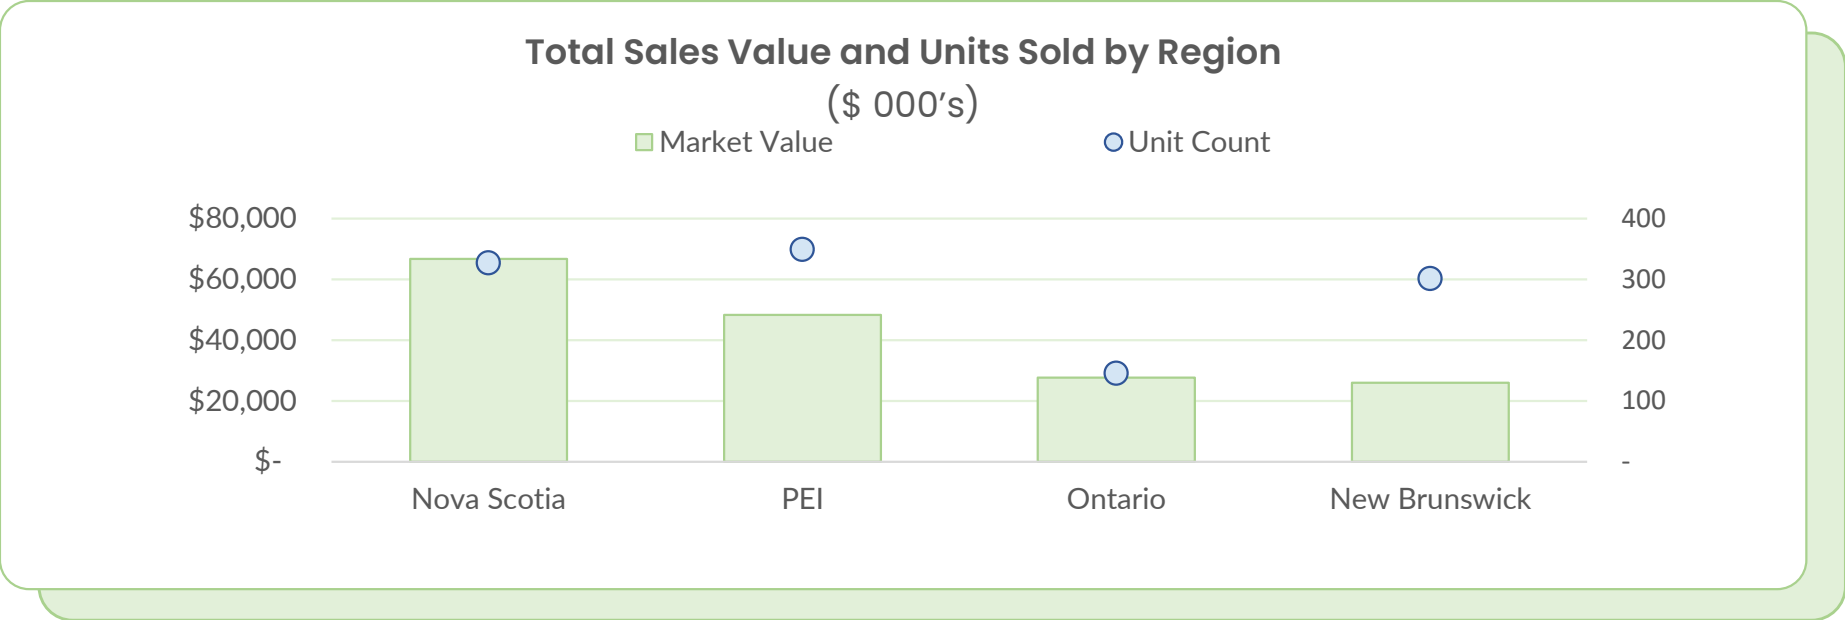 Total Sales Value and Units Sold by Region
($ 000’s)
Market Value Unit Count
$80,000 400
$60,000 300
$40,000 200
$20,000 100
$- -
Nova Scotia PEI Ontario New Brunswick